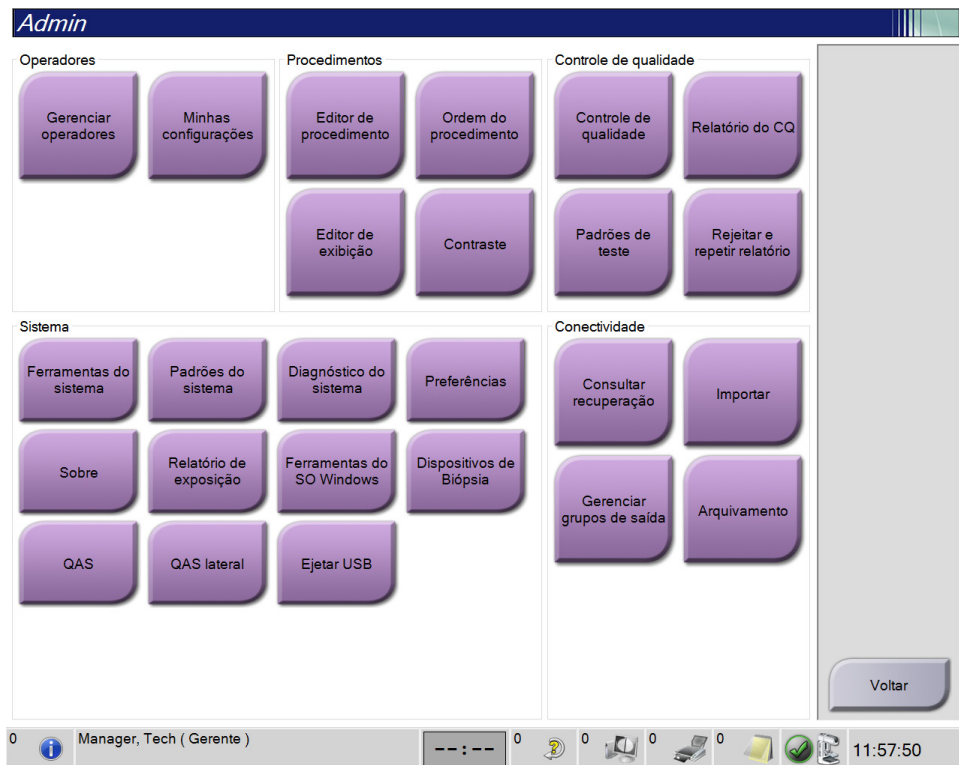 Admin
Operadores
Gerenciar
operadores
Minhas
configurações
Procedimentos
Editor de
procedimento
Ordem do
procedimento
Editor de
exibição
Contraste
Controle de qualidade
Controle de
qualidade
Relatório do CQ
Padrões de
teste
Rejeitar e
repetir relatório
Sistema
Ferramentas do
sistema
Padrões do
sistema
Diagnóstico do
sistema
Preferências
Sobre
Relatório de
exposição
Ferramentas do
SO Windows
Dispositivos de
Biópsia
QAS
QAS lateral
Ejetar USB
Conectividade
Consultar
recuperação
Importar
Gerenciar
grupos de saída
Arquivamento
Voltar
0
Manager, Tech ( Gerente )
--:--
0
0
0
0
11:57:50